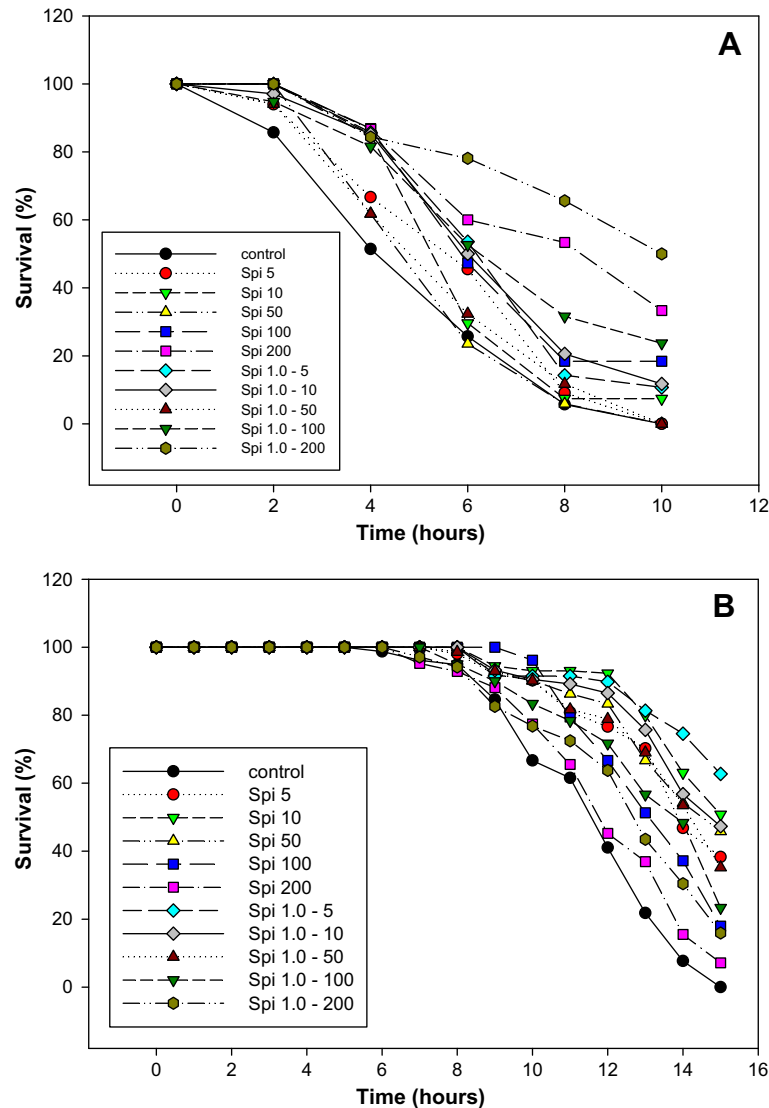 A
120
100
80
60
40
20
0
Survival (%)
control
Spi 5
Spi 10
Spi 50
Spi 100
Spi 200
Spi 1.0 - 5
Spi 1.0 - 10
Spi 1.0 - 50
Spi 1.0 - 100
Spi 1.0 - 200
0 2 4 6 8 10 12
Time (hours)
B
120
100
80
60
40
20
0
Survival (%)
control
Spi 5
Spi 10
Spi 50
Spi 100
Spi 200
Spi 1.0 - 5
Spi 1.0 - 10
Spi 1.0 - 50
Spi 1.0 - 100
Spi 1.0 - 200
0 2 4 6 8 10 12 14 16
Time (hours)